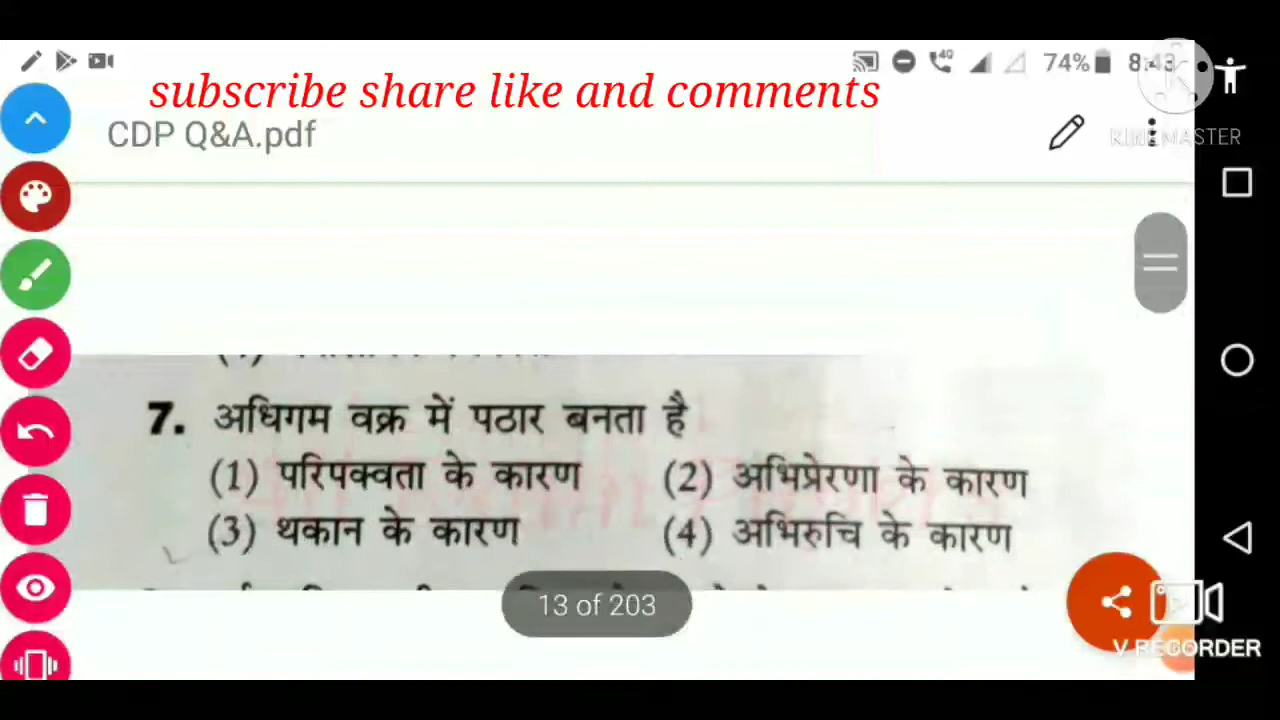 74% 8:43
subscribe share like and comments
CDP Q&A.pdf
KINEMASTER
7. अधिगम वक्र में पठार बनता है
(1) परिपक्वता के कारण (2) अभिप्रेरणा के कारण
(3) थकान के कारण (4) अभिरुचि के कारण
13 of 203
V RECORDER